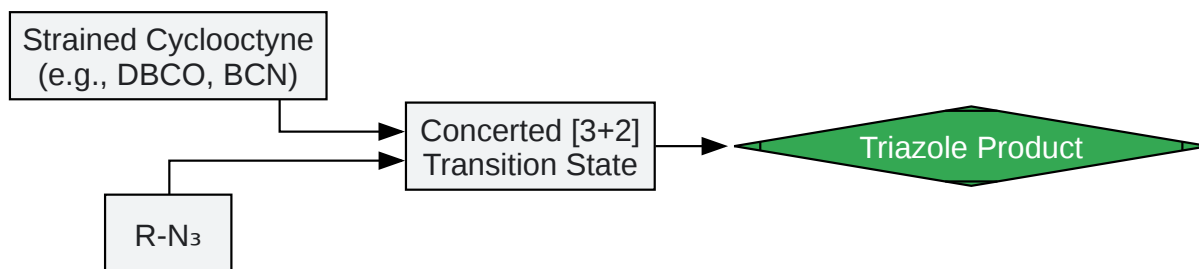 Strained Cyclooctyne
(e.g., DBCO, BCN)
Concerted [3+2]
Transition State
Triazole Product
R-N₃